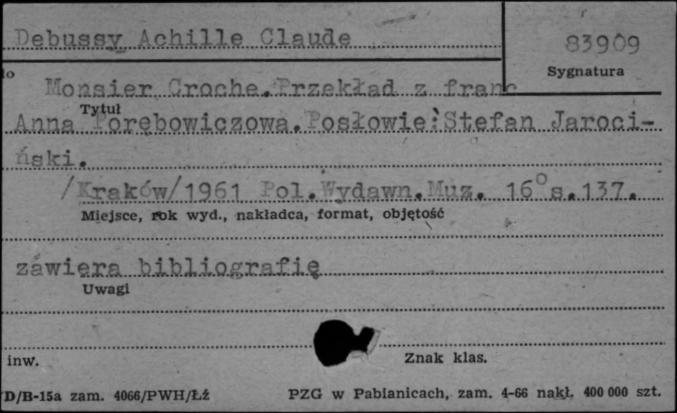 Debussy Achille Claude
83909
Sygnatura
Monsier Croche.Przekład z franc
Tytuł
Anna Porębowiczowa.Posłowie:Stefan Jaroci-
ński.
/Kraków/1961 Pol.Wydawn.Muz. 16° s.137.
Miejsce, rok wyd., nakładca, format, objętość
zawiera bibliografię
Uwagi
inw.
Znak klas.
D/B-15a zam. 4066/PWH/Łź
PZG w Pabianicach, zam. 4-66 nakł. 400 000 szt.